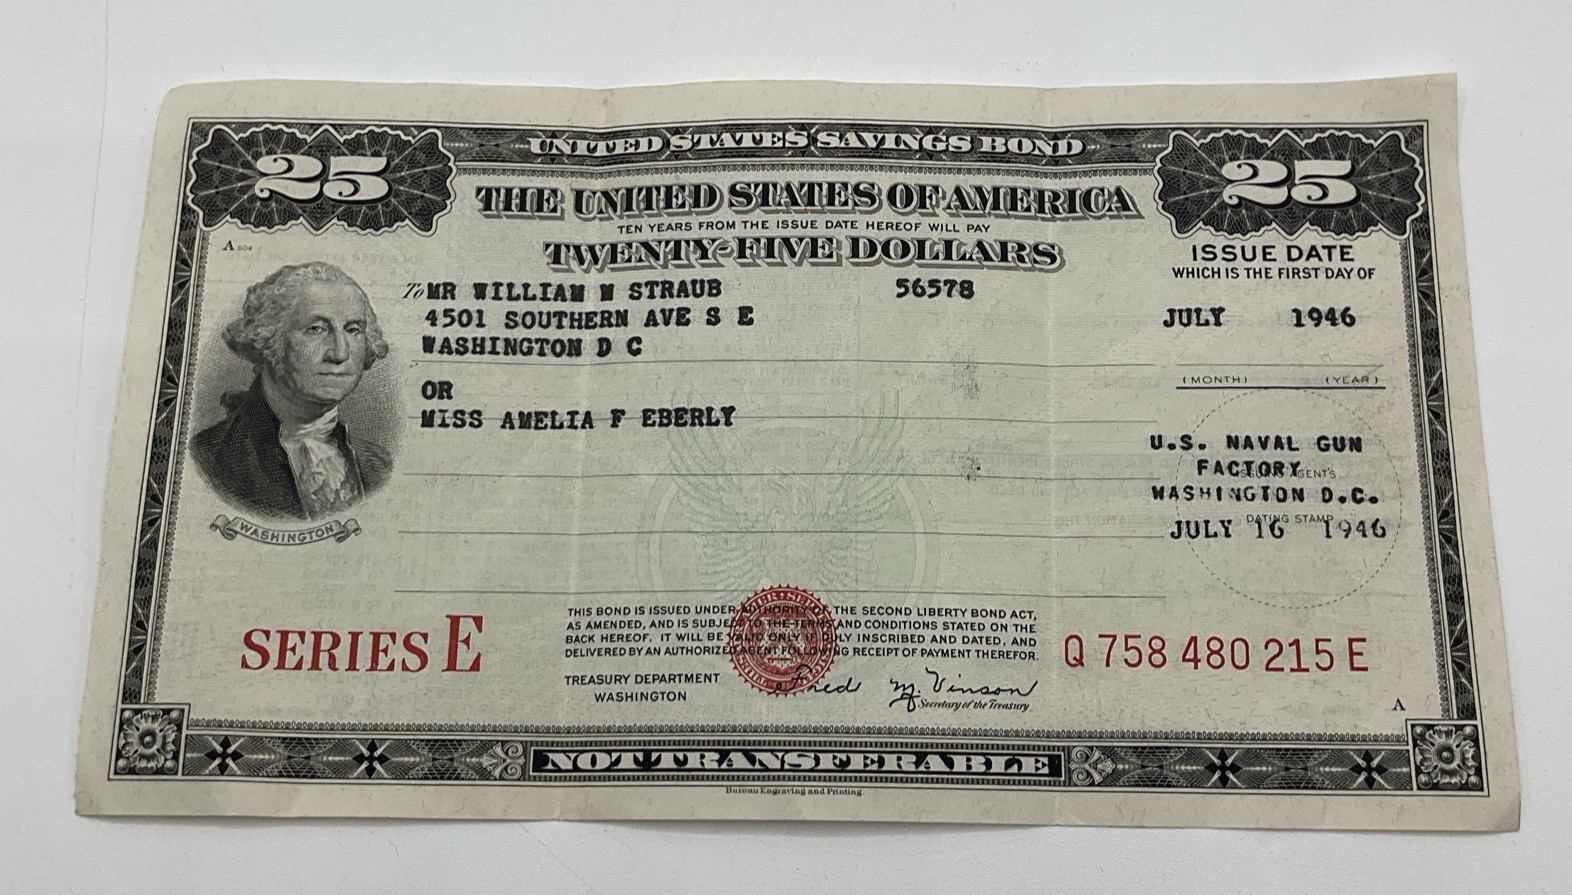 UNITED STATES SAVINGS BOND
25 25
THE UNITED STATES OF AMERICA
TEN YEARS FROM THE ISSUE DATE HEREOF WILL PAY
TWENTY-FIVE DOLLARS
A 504
ISSUE DATE
WHICH IS THE FIRST DAY OF
To MR WILLIAM M STRAUB 56578
4501 SOUTHERN AVE S E
WASHINGTON D C
JULY 1946
(MONTH) (YEAR)
OR
MISS AMELIA F EBERLY
U.S. NAVAL GUN
FACTORY
ISSUING AGENT'S
WASHINGTON D.C.
DATING STAMP
JULY 16 1946
WASHINGTON
SERIES E
THIS BOND IS ISSUED UNDER AUTHORITY OF THE SECOND LIBERTY BOND ACT,
AS AMENDED, AND IS SUBJECT TO THE TERMS AND CONDITIONS STATED ON THE
BACK HEREOF. IT WILL BE VALID ONLY IF DULY INSCRIBED AND DATED, AND
DELIVERED BY AN AUTHORIZED AGENT FOLLOWING RECEIPT OF PAYMENT THEREFOR.
Q 758 480 215 E
TREASURY DEPARTMENT
WASHINGTON
Fred M. Vinson
Secretary of the Treasury
A
NOT TRANSFERABLE
Bureau Engraving and Printing.